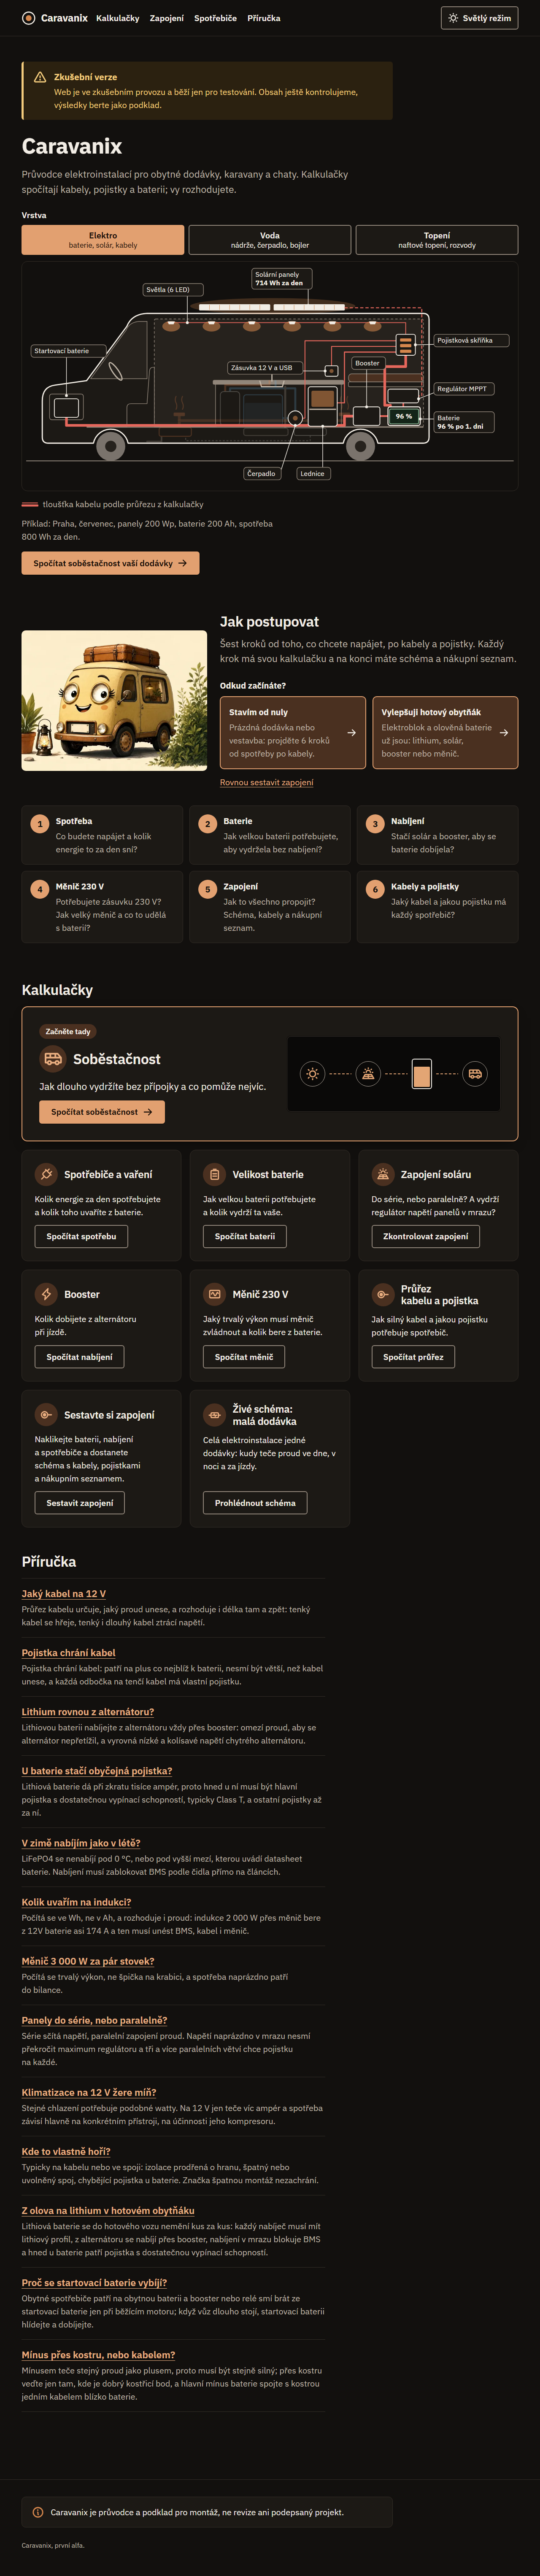 Caravanix Kalkulačky Zapojení Spotřebiče Příručka Světlý režim
Zkušební verze
Web je ve zkušebním provozu a běží jen pro testování. Obsah ještě kontrolujeme,
výsledky berte jako podklad.
Caravanix
Průvodce elektroinstalací pro obytné dodávky, karavany a chaty. Kalkulačky
spočítají kabely, pojistky a baterii; vy rozhodujete.
Vrstva
Elektro
baterie, solár, kabely
Voda
nádrže, čerpadlo, bojler
Topení
naftové topení, rozvody
Solární panely
714 Wh za den
Světla (6 LED)
Pojistková skříňka
Startovací baterie
Zásuvka 12 V a USB
Booster
Regulátor MPPT
96 %
Baterie
96 % po 1. dni
Čerpadlo
Lednice
tloušťka kabelu podle průřezu z kalkulačky
Příklad: Praha, červenec, panely 200 Wp, baterie 200 Ah, spotřeba
800 Wh za den.
Spočítat soběstačnost vaší dodávky
Jak postupovat
Šest kroků od toho, co chcete napájet, po kabely a pojistky. Každý
krok má svou kalkulačku a na konci máte schéma a nákupní seznam.
Odkud začínáte?
Stavím od nuly
Prázdná dodávka nebo
vestavba: projděte 6 kroků
od spotřeby po kabely.
Vylepšuji hotový obytňák
Elektroblok a olověná baterie
už jsou: lithium, solár,
booster nebo měnič.
Rovnou sestavit zapojení
1
Spotřeba
Co budete napájet a kolik
energie to za den sní?
2
Baterie
Jak velkou baterii potřebujete,
aby vydržela bez nabíjení?
3
Nabíjení
Stačí solár a booster, aby se
baterie dobíjela?
4
Měnič 230 V
Potřebujete zásuvku 230 V?
Jak velký měnič a co to udělá
s baterií?
5
Zapojení
Jak to všechno propojit?
Schéma, kabely a nákupní
seznam.
6
Kabely a pojistky
Jaký kabel a jakou pojistku má
každý spotřebič?
Kalkulačky
Začněte tady
Soběstačnost
Jak dlouho vydržíte bez přípojky a co pomůže nejvíc.
Spočítat soběstačnost
Spotřebiče a vaření
Kolik energie za den spotřebujete
a kolik toho uvaříte z baterie.
Spočítat spotřebu
Velikost baterie
Jak velkou baterii potřebujete
a kolik vydrží ta vaše.
Spočítat baterii
Zapojení soláru
Do série, nebo paralelně? A vydrží
regulátor napětí panelů v mrazu?
Zkontrolovat zapojení
Booster
Kolik dobijete z alternátoru
při jízdě.
Spočítat nabíjení
Měnič 230 V
Jaký trvalý výkon musí měnič
zvládnout a kolik bere z baterie.
Spočítat měnič
Průřez
kabelu a pojistka
Jak silný kabel a jakou pojistku
potřebuje spotřebič.
Spočítat průřez
Sestavte si zapojení
Naklikejte baterii, nabíjení
a spotřebiče a dostanete
schéma s kabely, pojistkami
a nákupním seznamem.
Sestavit zapojení
Živé schéma:
malá dodávka
Celá elektroinstalace jedné
dodávky: kudy teče proud ve dne, v
noci a za jízdy.
Prohlédnout schéma
Příručka
Jaký kabel na 12 V
Průřez kabelu určuje, jaký proud unese, a rozhoduje i délka tam a zpět: tenký
kabel se hřeje, tenký i dlouhý kabel ztrácí napětí.
Pojistka chrání kabel
Pojistka chrání kabel: patří na plus co nejblíž k baterii, nesmí být větší, než kabel
unese, a každá odbočka na tenčí kabel má vlastní pojistku.
Lithium rovnou z alternátoru?
Lithiovou baterii nabíjejte z alternátoru vždy přes booster: omezí proud, aby se
alternátor nepřetížil, a vyrovná nízké a kolísavé napětí chytrého alternátoru.
U baterie stačí obyčejná pojistka?
Lithiová baterie dá při zkratu tisíce ampér, proto hned u ní musí být hlavní
pojistka s dostatečnou vypínací schopností, typicky Class T, a ostatní pojistky až
za ní.
V zimě nabíjím jako v létě?
LiFePO4 se nenabíjí pod 0 °C, nebo pod vyšší mezí, kterou uvádí datasheet
baterie. Nabíjení musí zablokovat BMS podle čidla přímo na článcích.
Kolik uvařím na indukci?
Počítá se ve Wh, ne v Ah, a rozhoduje i proud: indukce 2 000 W přes měnič bere
z 12V baterie asi 174 A a ten musí unést BMS, kabel i měnič.
Měnič 3 000 W za pár stovek?
Počítá se trvalý výkon, ne špička na krabici, a spotřeba naprázdno patří
do bilance.
Panely do série, nebo paralelně?
Série sčítá napětí, paralelní zapojení proud. Napětí naprázdno v mrazu nesmí
překročit maximum regulátoru a tři a více paralelních větví chce pojistku
na každé.
Klimatizace na 12 V žere míň?
Stejné chlazení potřebuje podobné watty. Na 12 V jen teče víc ampér a spotřeba
závisí hlavně na konkrétním přístroji, na účinnosti jeho kompresoru.
Kde to vlastně hoří?
Typicky na kabelu nebo ve spoji: izolace prodřená o hranu, špatný nebo
uvolněný spoj, chybějící pojistka u baterie. Značka špatnou montáž nezachrání.
Z olova na lithium v hotovém obytňáku
Lithiová baterie se do hotového vozu nemění kus za kus: každý nabíječ musí mít
lithiový profil, z alternátoru se nabíjí přes booster, nabíjení v mrazu blokuje BMS
a hned u baterie patří pojistka s dostatečnou vypínací schopností.
Proč se startovací baterie vybíjí?
Obytné spotřebiče patří na obytnou baterii a booster nebo relé smí brát ze
startovací baterie jen při běžícím motoru; když vůz dlouho stojí, startovací baterii
hlídejte a dobíjejte.
Mínus přes kostru, nebo kabelem?
Mínusem teče stejný proud jako plusem, proto musí být stejně silný; přes kostru
veďte jen tam, kde je dobrý kostřicí bod, a hlavní mínus baterie spojte s kostrou
jedním kabelem blízko baterie.
Caravanix je průvodce a podklad pro montáž, ne revize ani podepsaný projekt.
Caravanix, první alfa.